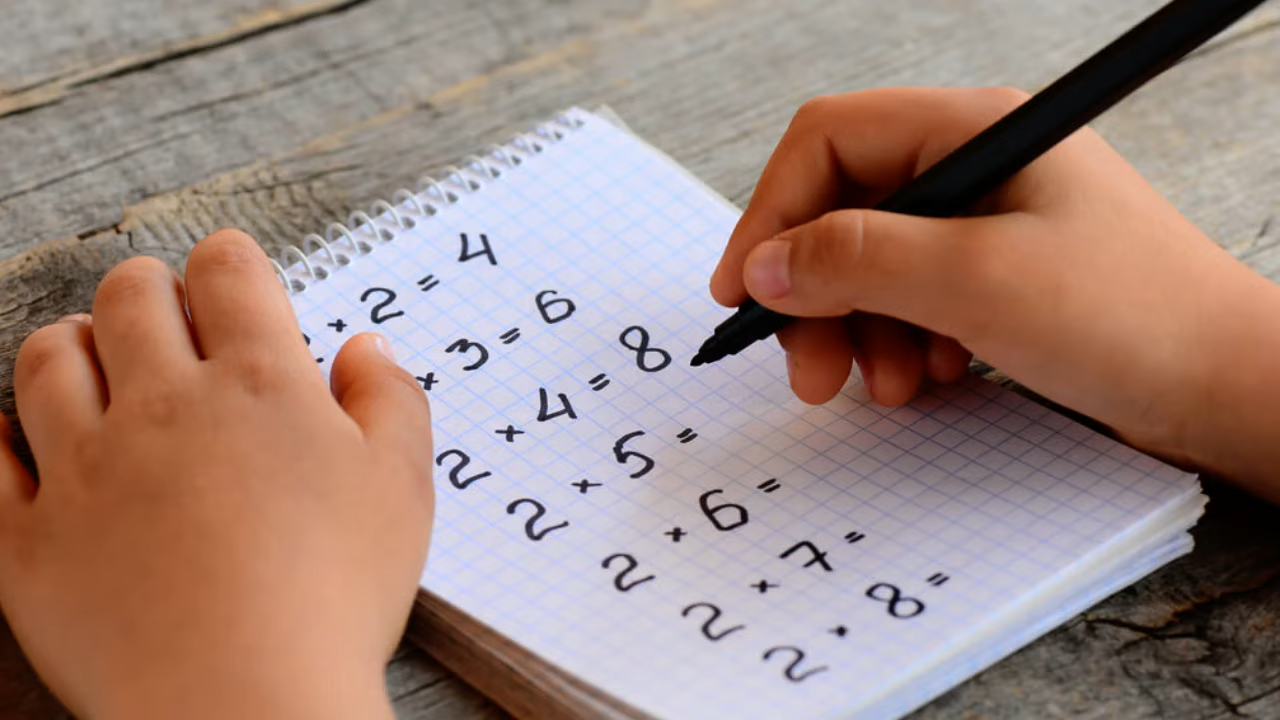 × 2 = 4
× 3 = 6
2 × 4 = 8
2 × 5 =
2 × 6 =
2 × 7 =
2 × 8 =